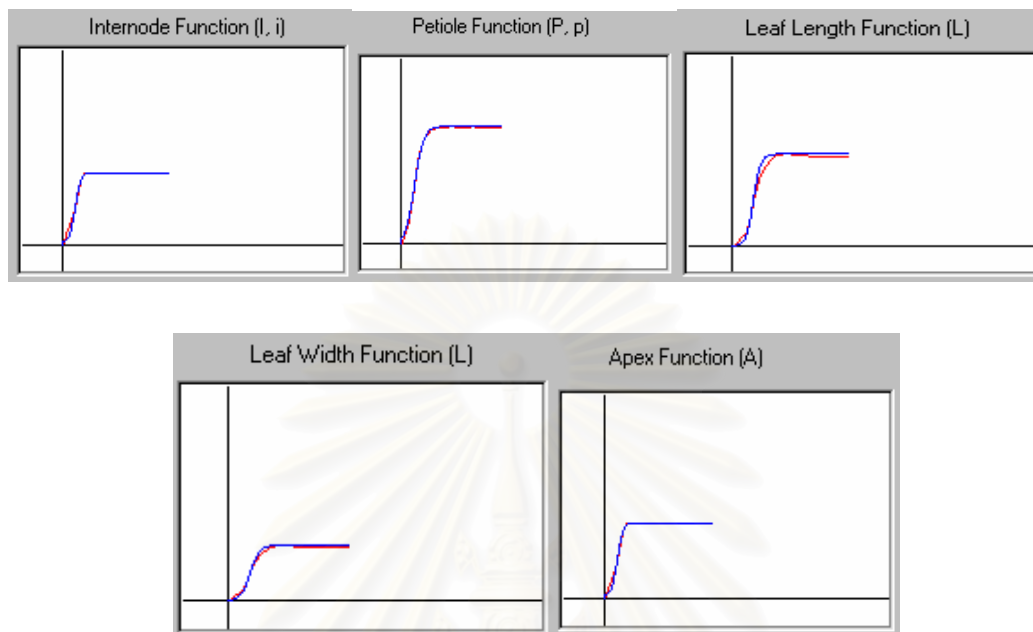 Internode Function (I, i)
Petiole Function (P, p)
Leaf Length Function (L)
Leaf Width Function (L)
Apex Function (A)